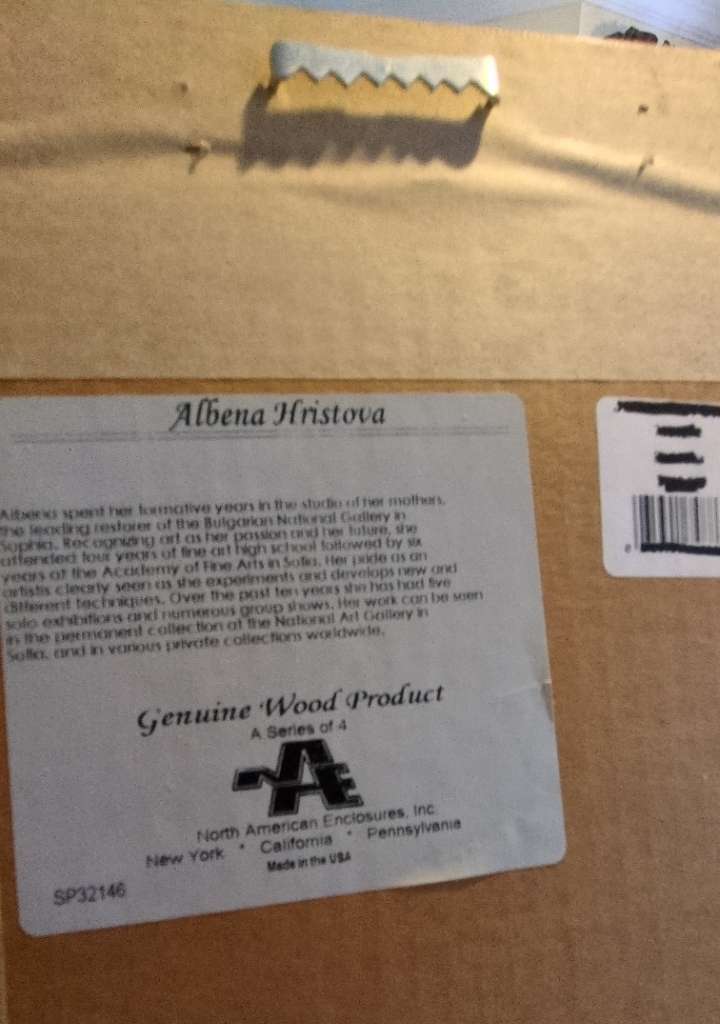 Albena Hristova
Albena spent her formative years in the studio of her mothers,
the leading restorer of the Bulgarian National Gallery in
Sophia. Recognizing art as her passion and her future, she
attended four years of fine art high school followed by six
years at the Academy of Fine Arts in Sofia. Her pride as an
artist is clearly seen as she experiments and develops new and
different techniques. Over the past ten years she has had five
solo exhibitions and numerous group shows. Her work can be seen
in the permanent collection at the National Art Gallery in
Sofia, and in various private collections worldwide.
Genuine Wood Product
A Series of 4
North American Enclosures, Inc.
New York • California • Pennsylvania
Made in the USA
SP32146